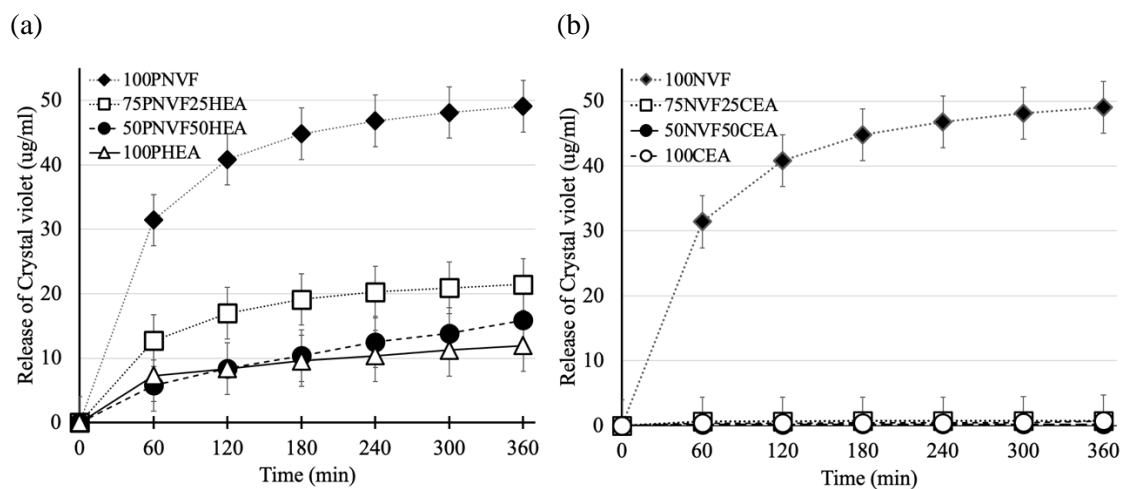 (a)
Release of Crystal violet (ug/ml)
50
40
30
20
10
0
100PNVF
75PNVF25HEA
50PNVF50HEA
100PHEA
0 60 120 180 240 300 360
Time (min)
(b)
Release of Crystal violet (ug/ml)
50
40
30
20
10
0
100NVF
75NVF25CEA
50NVF50CEA
100CEA
0 60 120 180 240 300 360
Time (min)